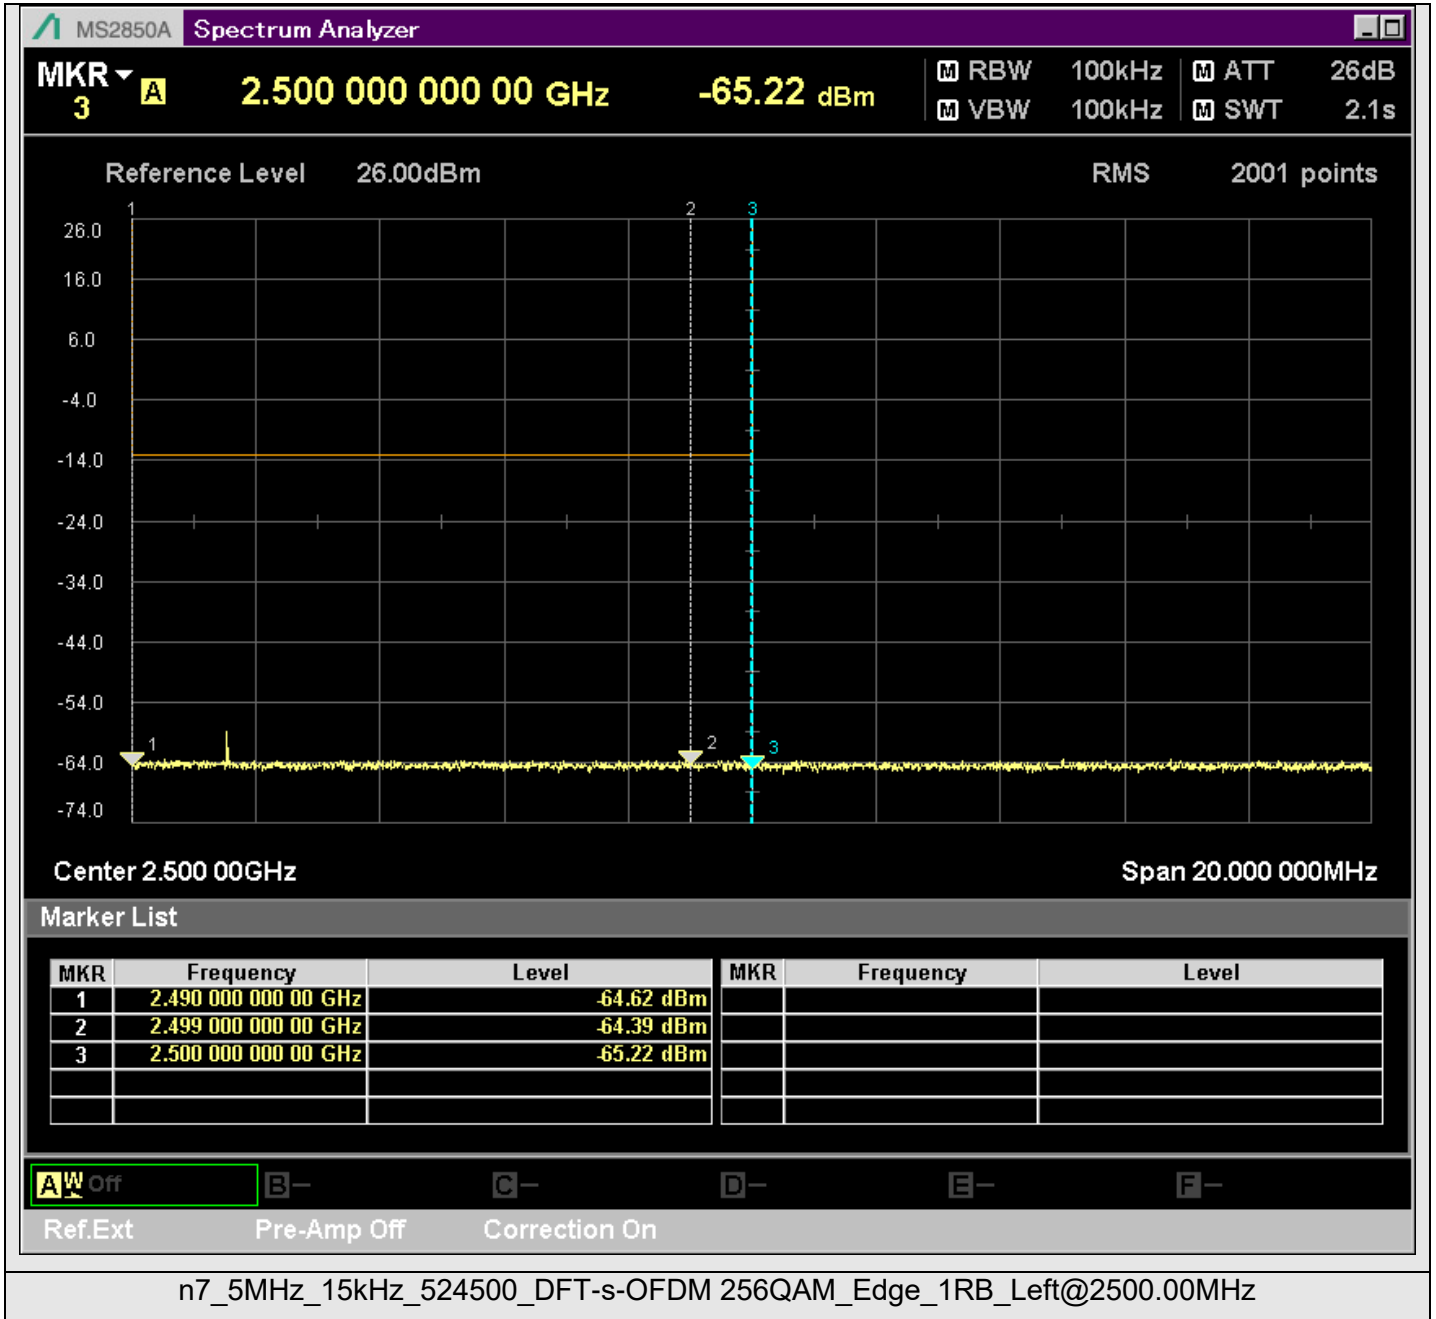 MS2850A Spectrum Analyzer
MKR A 2.500 000 000 00 GHz -65.22 dBm M RBW 100kHz M ATT 26dB
3 M VBW 100kHz M SWT 2.1s
Reference Level 26.00dBm RMS 2001 points
1 2 3
26.0
16.0
6.0
-4.0
-14.0
-24.0
-34.0
-44.0
-54.0
1 2 3
-64.0
-74.0
Center 2.500 00GHz Span 20.000 000MHz
Marker List
MKR Frequency Level MKR Frequency Level
1 2.490 000 000 00 GHz -64.62 dBm
2 2.499 000 000 00 GHz -64.39 dBm
3 2.500 000 000 00 GHz -65.22 dBm
A W Off B C D E F
Ref.Ext Pre-Amp Off Correction On
n7_5MHz_15kHz_524500_DFT-s-OFDM 256QAM_Edge_1RB_Left@2500.00MHz